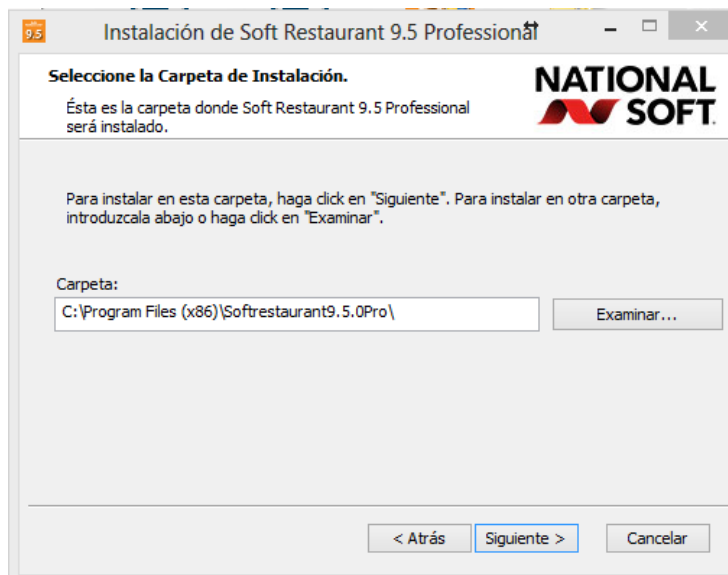 9.5
Instalación de Soft Restaurant 9.5 Professional
Seleccione la Carpeta de Instalación.
Ésta es la carpeta donde Soft Restaurant 9.5 Professional
será instalado.
NATIONAL
SOFT.
Para instalar en esta carpeta, haga click en "Siguiente". Para instalar en otra carpeta,
introduzcala abajo o haga click en "Examinar".
Carpeta:
C:\Program Files (x86)\Softrestaurant9.5.0Pro\
Examinar...
< Atrás
Siguiente >
Cancelar